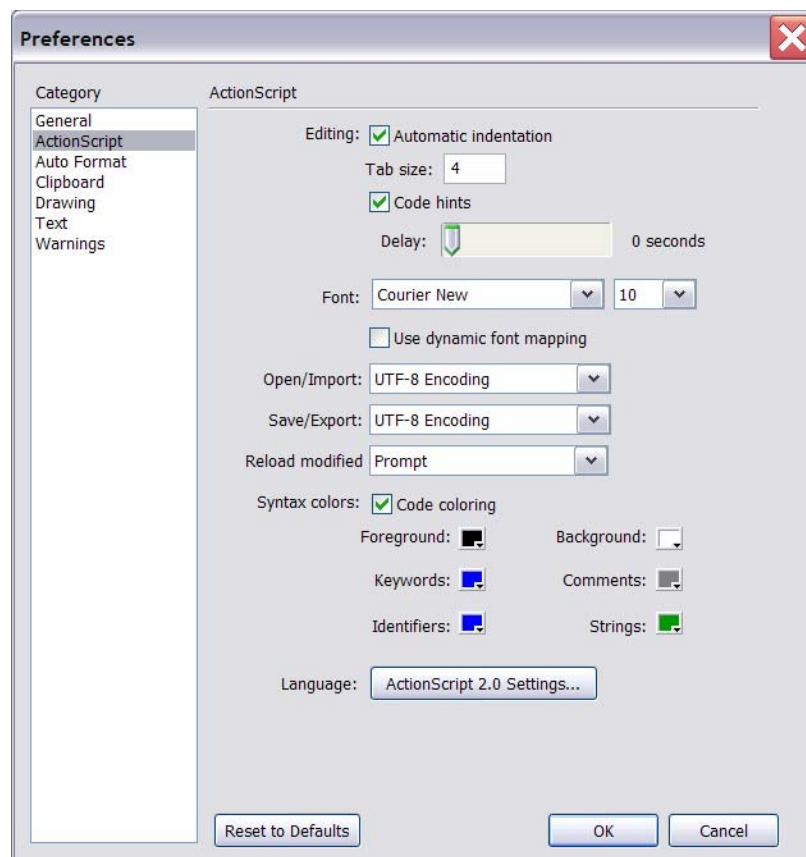 Preferences
Category
General
ActionScript
Auto Format
Clipboard
Drawing
Text
Warnings
ActionScript
Editing: Automatic indentation
Tab size: 4
Code hints
Delay: 0 seconds
Font: Courier New 10
Use dynamic font mapping
Open/Import: UTF-8 Encoding
Save/Export: UTF-8 Encoding
Reload modified Prompt
Syntax colors: Code coloring
Foreground: Background:
Keywords: Comments:
Identifiers: Strings:
Language: ActionScript 2.0 Settings...
Reset to Defaults OK Cancel